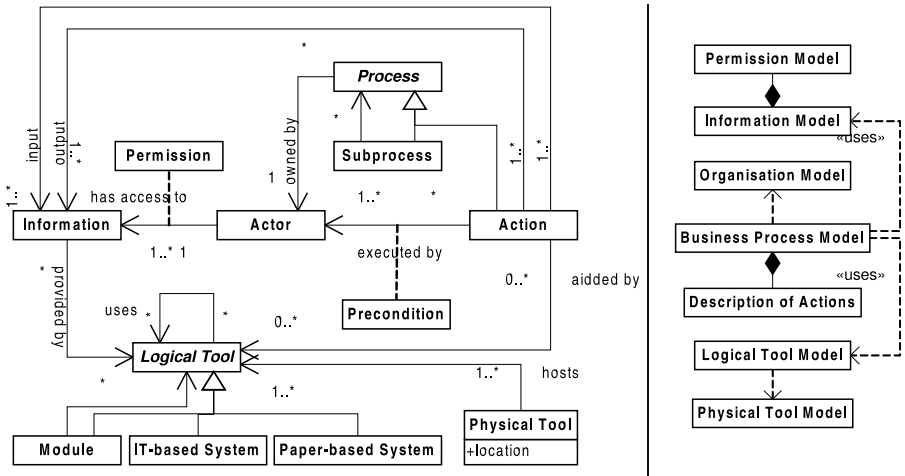 *
Process
Permission Model
input
output
1..*
owned by
*
1..*
1..*
Information Model
Permission
Subprocess
«uses»
1..*
has access to
1
1..*
*
Organisation Model
Information
Actor
Action
Business Process Model
1..* 1
executed by
*
provided by
0..*
aidded by
«uses»
Precondition
Description of Actions
uses
*
*
0..*
Logical Tool
Logical Tool Model
*
1..*
1..*
hosts
Physical Tool
Physical Tool Model
Module
IT-based System
Paper-based System
+location